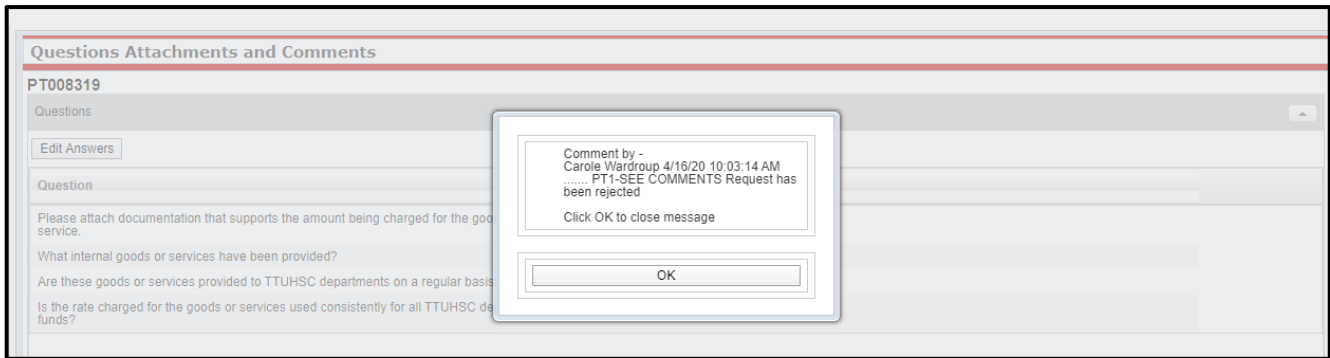 Questions Attachments and Comments
PT008319
Questions
Edit Answers
Question
Please attach documentation that supports the amount being charged for the goo
service.
What internal goods or services have been provided?
Are these goods or services provided to TTUHSC departments on a regular basis
Is the rate charged for the goods or services used consistently for all TTUHSC de
funds?
Comment by -
Carole Wardroup 4/16/20 10:03:14 AM
....... PT1-SEE COMMENTS Request has
been rejected
Click OK to close message
OK